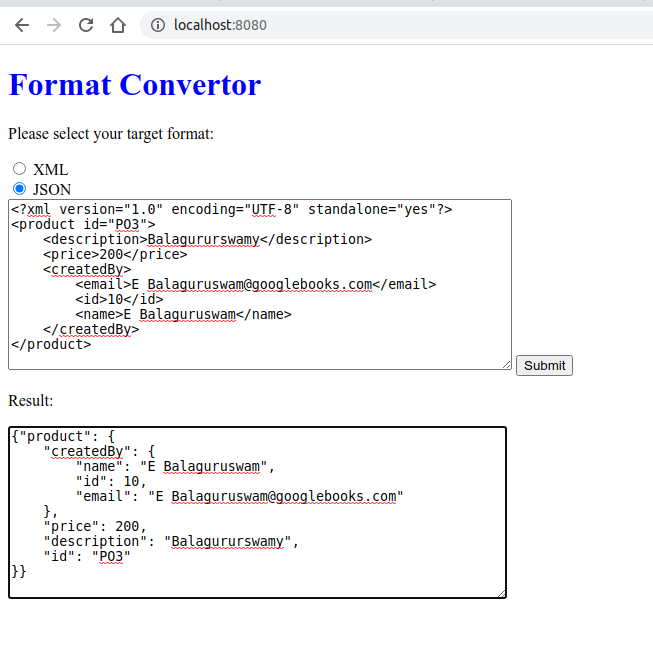 localhost:8080
Format Convertor
Please select your target format:
XML
JSON
<?xml version="1.0" encoding="UTF-8" standalone="yes"?>
<product id="PO3">
    <description>Balagururswamy</description>
    <price>200</price>
    <createdBy>
        <email>E Balaguruswam@googlebooks.com</email>
        <id>10</id>
        <name>E Balaguruswam</name>
    </createdBy>
</product>
Submit
Result:
{"product": {
    "createdBy": {
        "name": "E Balaguruswam",
        "id": 10,
        "email": "E Balaguruswam@googlebooks.com"
    },
    "price": 200,
    "description": "Balagururswamy",
    "id": "PO3"
}}